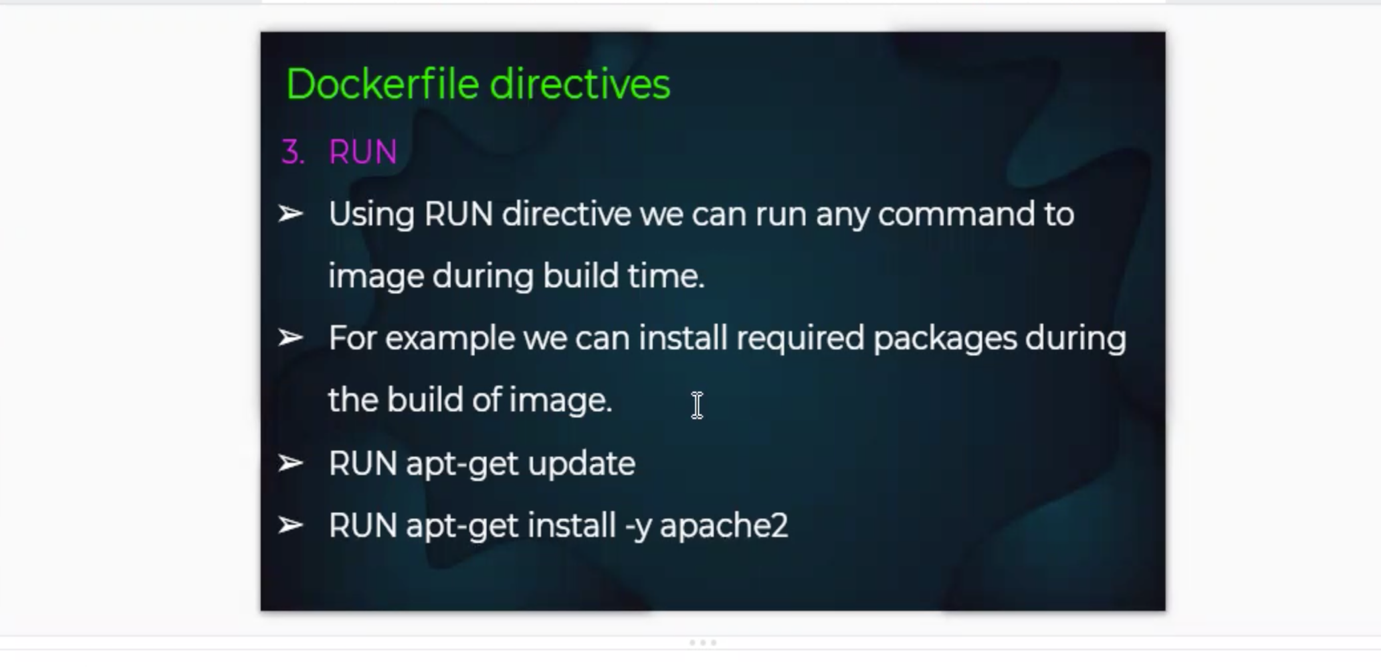 Dockerfile directives
3. RUN
➢ Using RUN directive we can run any command to
image during build time.
➢ For example we can install required packages during
the build of image.
➢ RUN apt-get update
➢ RUN apt-get install -y apache2